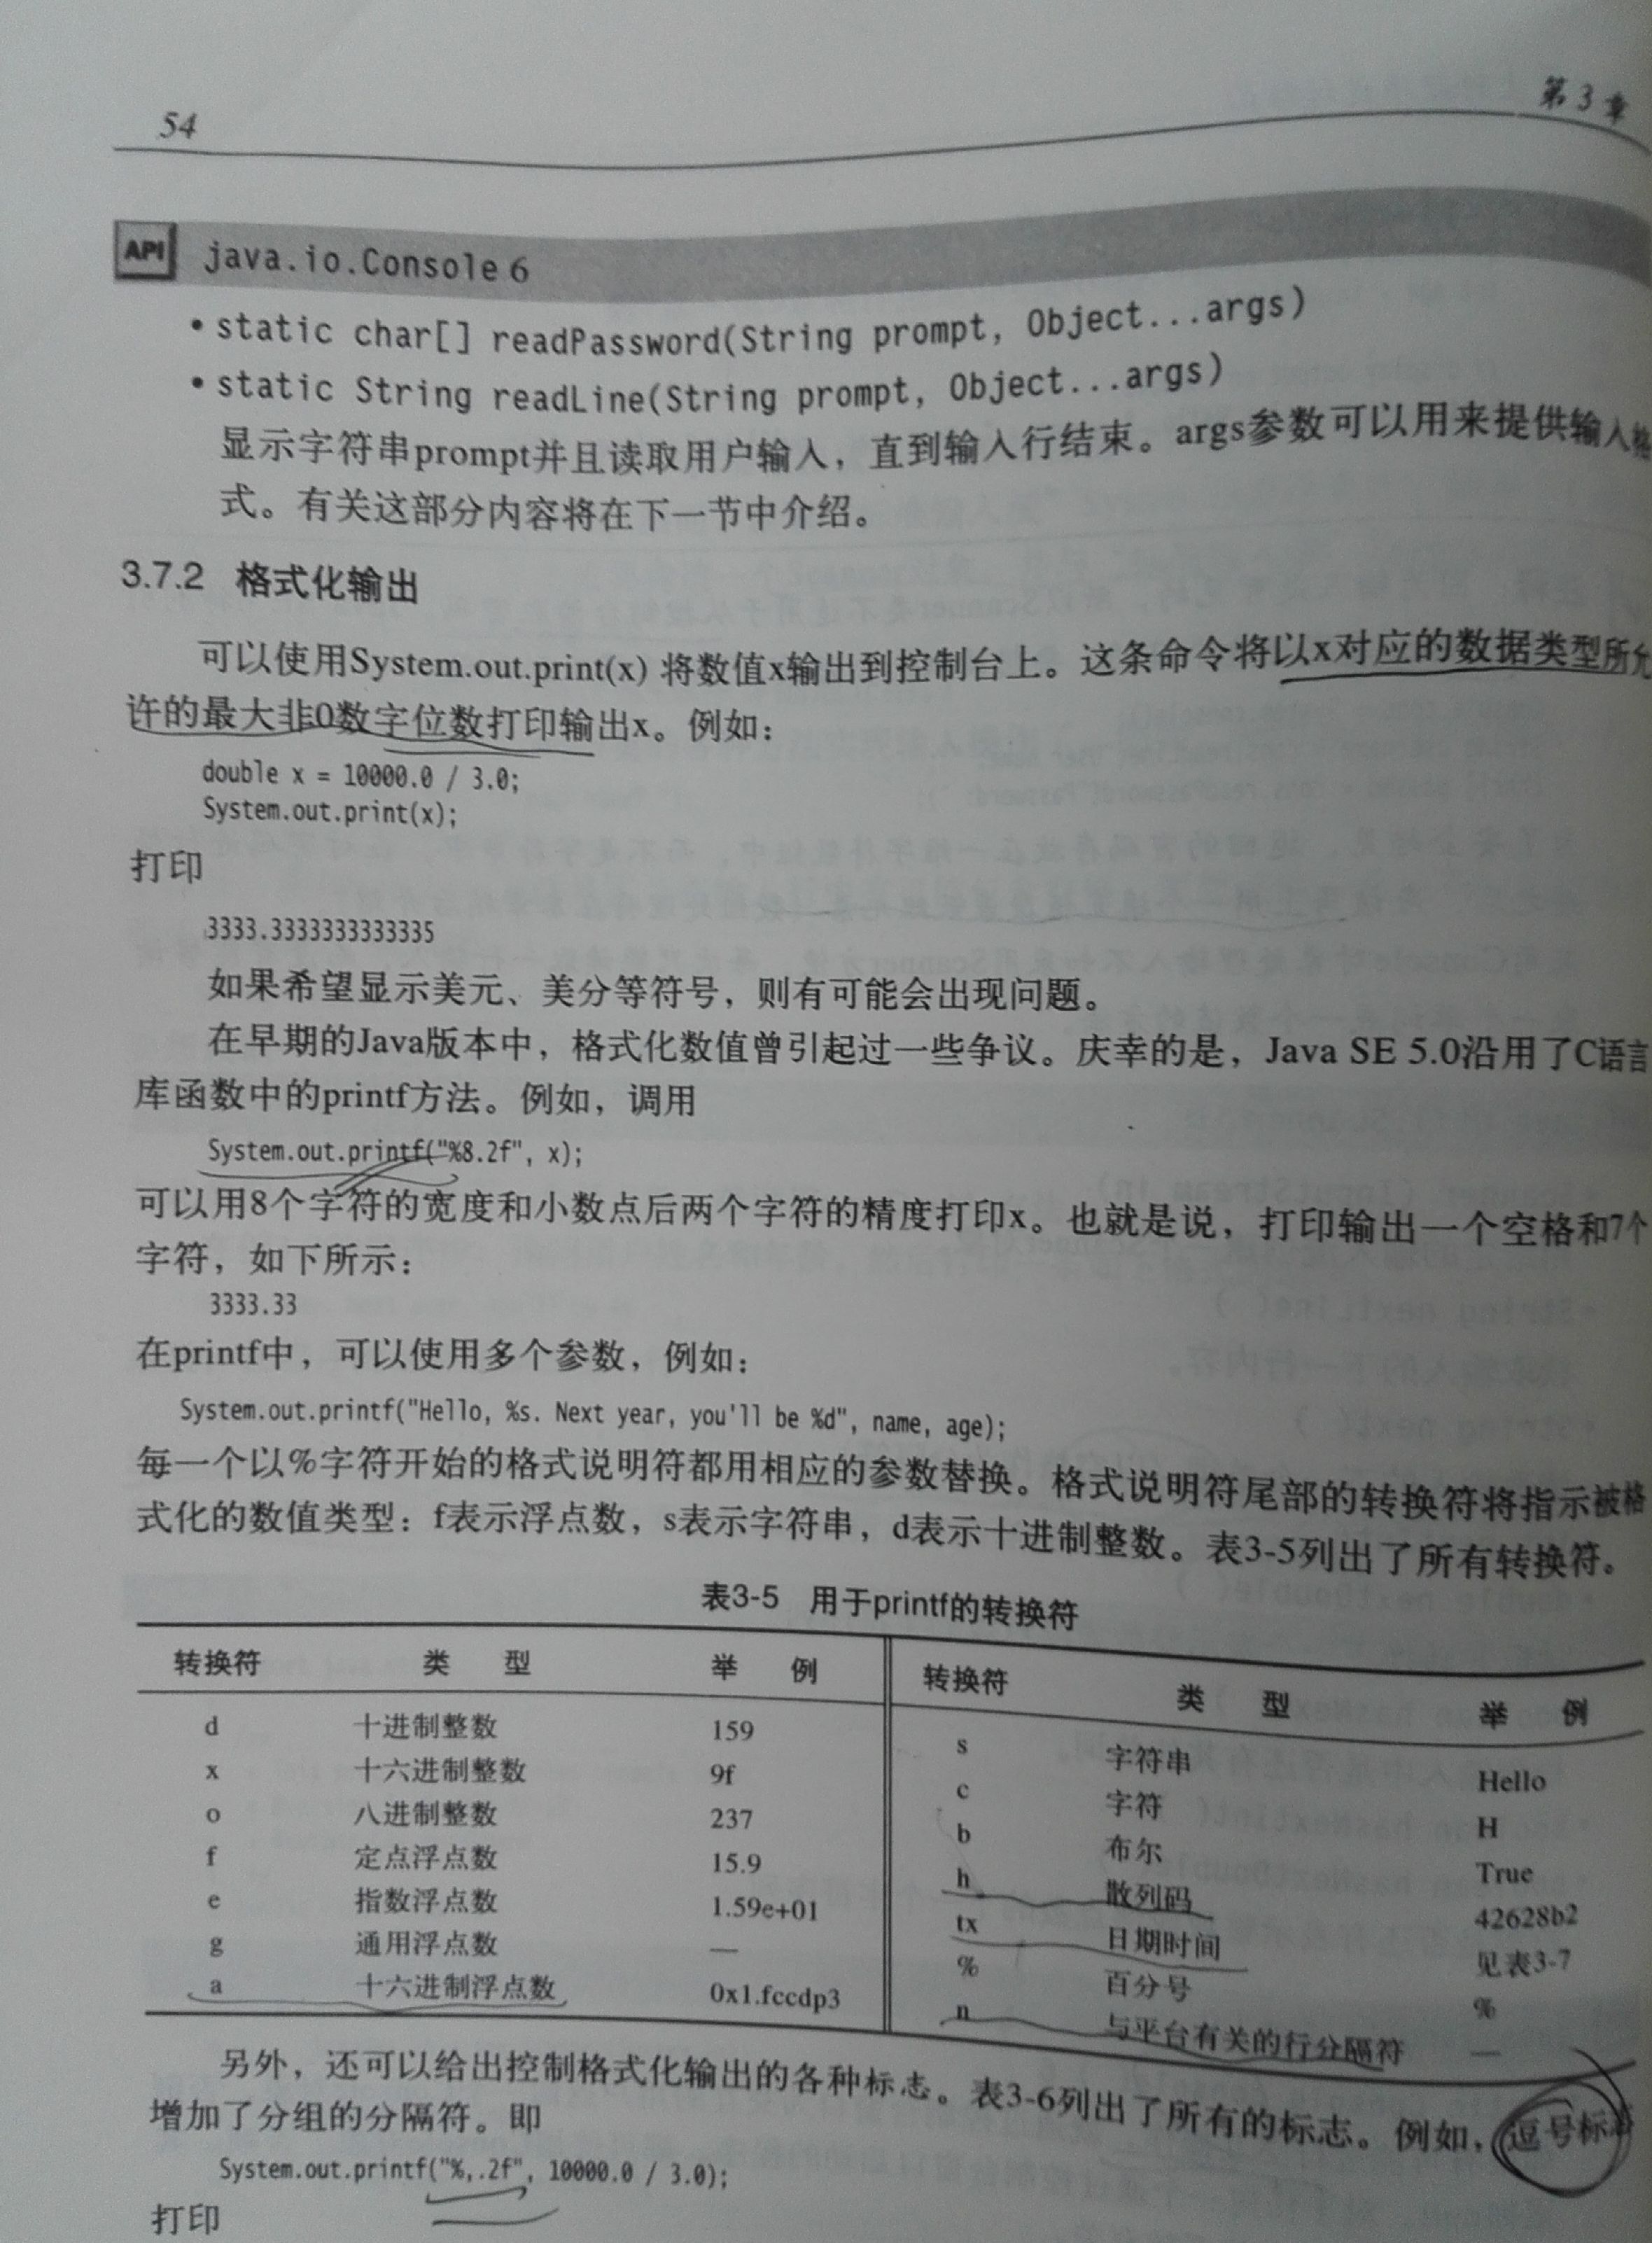 54
第3章
API java.io.Console 6
• static char[] readPassword(String prompt, Object...args)
• static String readLine(String prompt, Object...args)
显示字符串prompt并且读取用户输入，直到输入行结束。args参数可以用来提供输入格
式。有关这部分内容将在下一节中介绍。
3.7.2 格式化输出
可以使用System.out.print(x) 将数值x输出到控制台上。这条命令将以x对应的数据类型所允
许的最大非0数字位数打印输出x。例如：
double x = 10000.0 / 3.0;
System.out.print(x);
打印
3333.3333333333335
如果希望显示美元、美分等符号，则有可能会出现问题。
在早期的Java版本中，格式化数值曾引起过一些争议。庆幸的是，Java SE 5.0沿用了C语言
库函数中的printf方法。例如，调用
System.out.printf("%8.2f", x);
可以用8个字符的宽度和小数点后两个字符的精度打印x。也就是说，打印输出一个空格和7个
字符，如下所示：
3333.33
在printf中，可以使用多个参数，例如：
System.out.printf("Hello, %s. Next year, you'll be %d", name, age);
每一个以%字符开始的格式说明符都用相应的参数替换。格式说明符尾部的转换符将指示被格
式化的数值类型：f表示浮点数，s表示字符串，d表示十进制整数。表3-5列出了所有转换符。
表3-5 用于printf的转换符
转换符 类 型 举 例 转换符 类 型 举 例
d 十进制整数 159 s 字符串 Hello
x 十六进制整数 9f c 字符 H
o 八进制整数 237 b 布尔 True
f 定点浮点数 15.9 h 散列码 42628b2
e 指数浮点数 1.59e+01 tx 日期时间 见表3-7
g 通用浮点数 — % 百分号 %
a 十六进制浮点数 0x1.fccdp3 n 与平台有关的行分隔符 —
另外，还可以给出控制格式化输出的各种标志。表3-6列出了所有的标志。例如，逗号标志
增加了分组的分隔符。即
System.out.printf("%,.2f", 10000.0 / 3.0);
打印